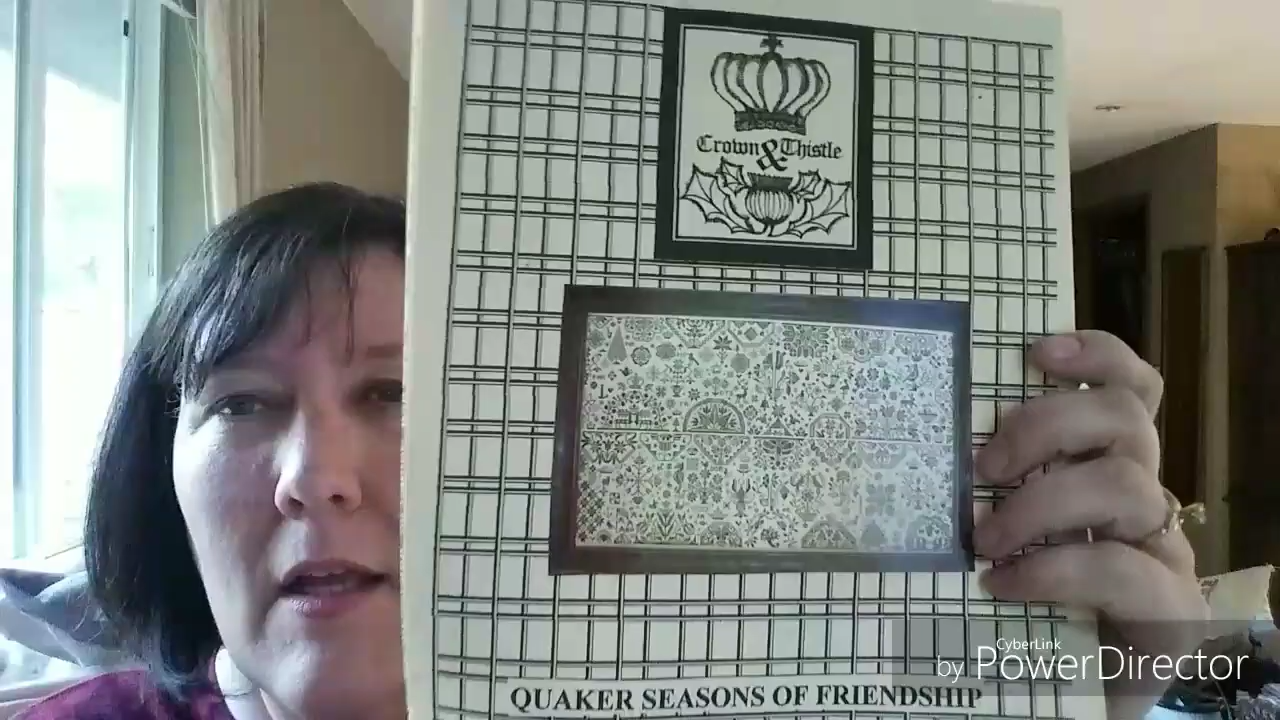 Crown & Thistle
QUAKER SEASONS OF FRIENDSHIP
CyberLink
by PowerDirector